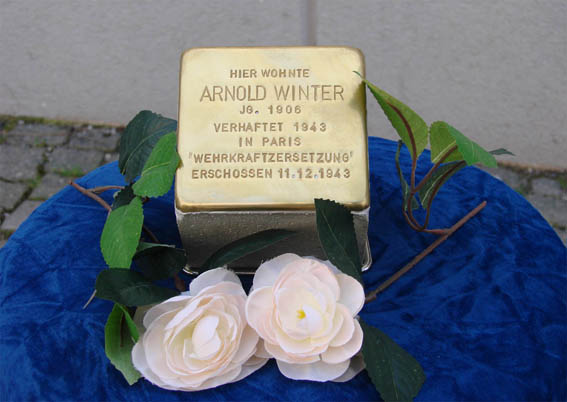 HIER WOHNTE
ARNOLD WINTER
JG. 1906
VERHAFTET 1943
IN PARIS
"WEHRKRAFTZERSETZUNG"
ERSCHOSSEN 11.12.1943